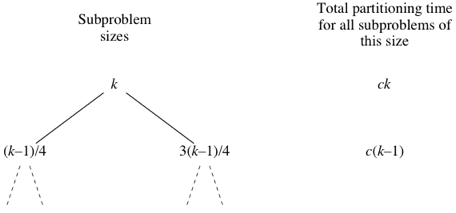 Subproblem
sizes
Total partitioning time
for all subproblems of
this size
k
ck
(k–1)/4
3(k–1)/4
c(k–1)